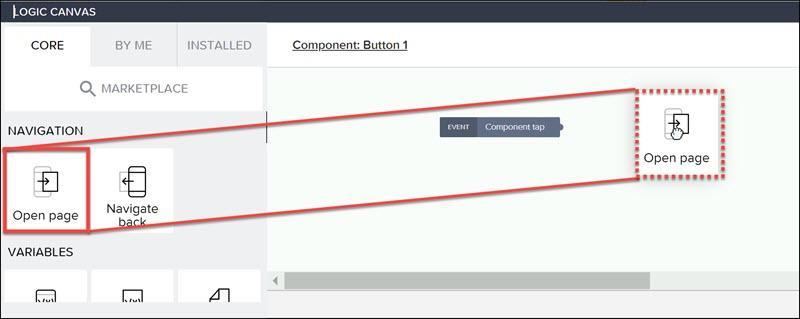 LOGIC CANVAS
CORE
BY ME
INSTALLED
MARKETPLACE
NAVIGATION
Open page
Navigate
back
VARIABLES
Component: Button 1
EVENT Component tap
Open page